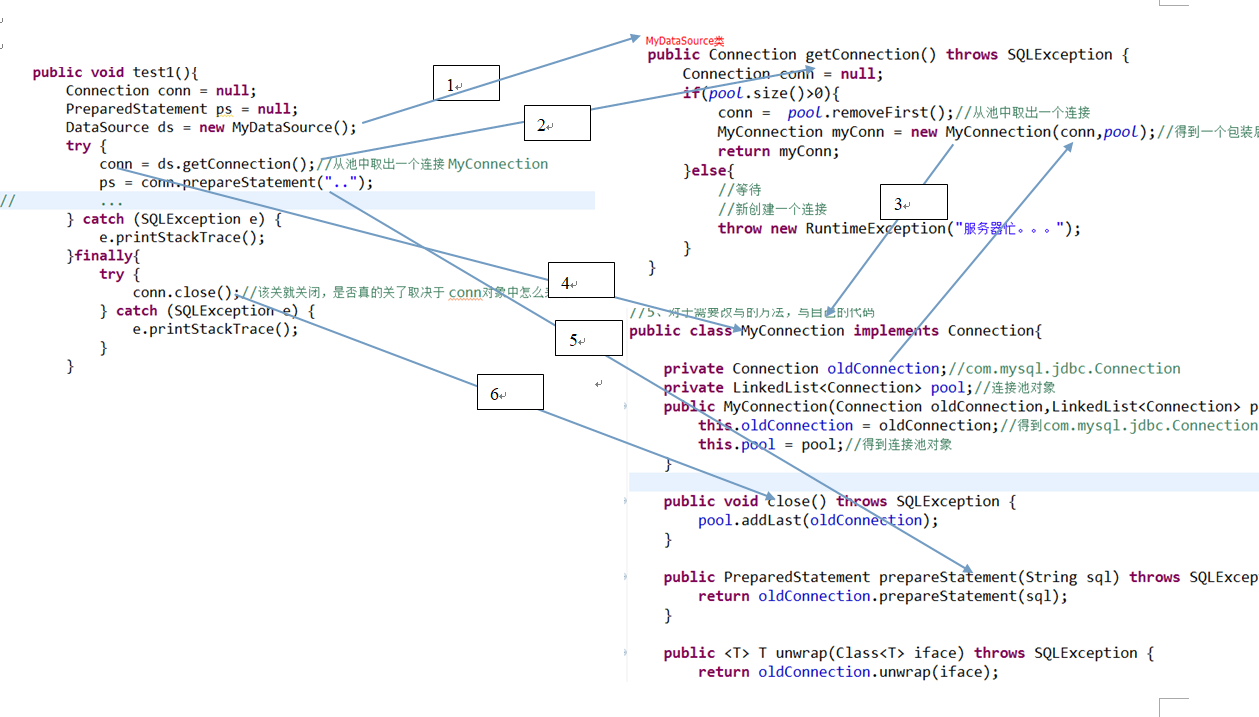 public void test1(){
Connection conn = null;
PreparedStatement ps = null;
DataSource ds = new MyDataSource();
try {
conn = ds.getConnection();//从池中取出一个连接 MyConnection
ps = conn.prepareStatement("..");
// ...
} catch (SQLException e) {
e.printStackTrace();
}finally{
try {
conn.close();//该关就关闭，是否真的关了取决于 conn对象中怎么
} catch (SQLException e) {
e.printStackTrace();
}
}
1
2
3
4
5
6
MyDataSource类
public Connection getConnection() throws SQLException {
Connection conn = null;
if(pool.size()>0){
conn = pool.removeFirst();//从池中取出一个连接
MyConnection myConn = new MyConnection(conn,pool);//得到一个包装
return myConn;
}else{
//等待
//新创建一个连接
throw new RuntimeException("服务器忙。。。");
}
}
//5、对于需要改写的方法，写自己的代码
public class MyConnection implements Connection{
private Connection oldConnection;//com.mysql.jdbc.Connection
private LinkedList<Connection> pool;//连接池对象
public MyConnection(Connection oldConnection,LinkedList<Connection> p
this.oldConnection = oldConnection;//得到com.mysql.jdbc.Connection
this.pool = pool;//得到连接池对象
}
public void close() throws SQLException {
pool.addLast(oldConnection);
}
public PreparedStatement prepareStatement(String sql) throws SQLExcep
return oldConnection.prepareStatement(sql);
}
public <T> T unwrap(Class<T> iface) throws SQLException {
return oldConnection.unwrap(iface);